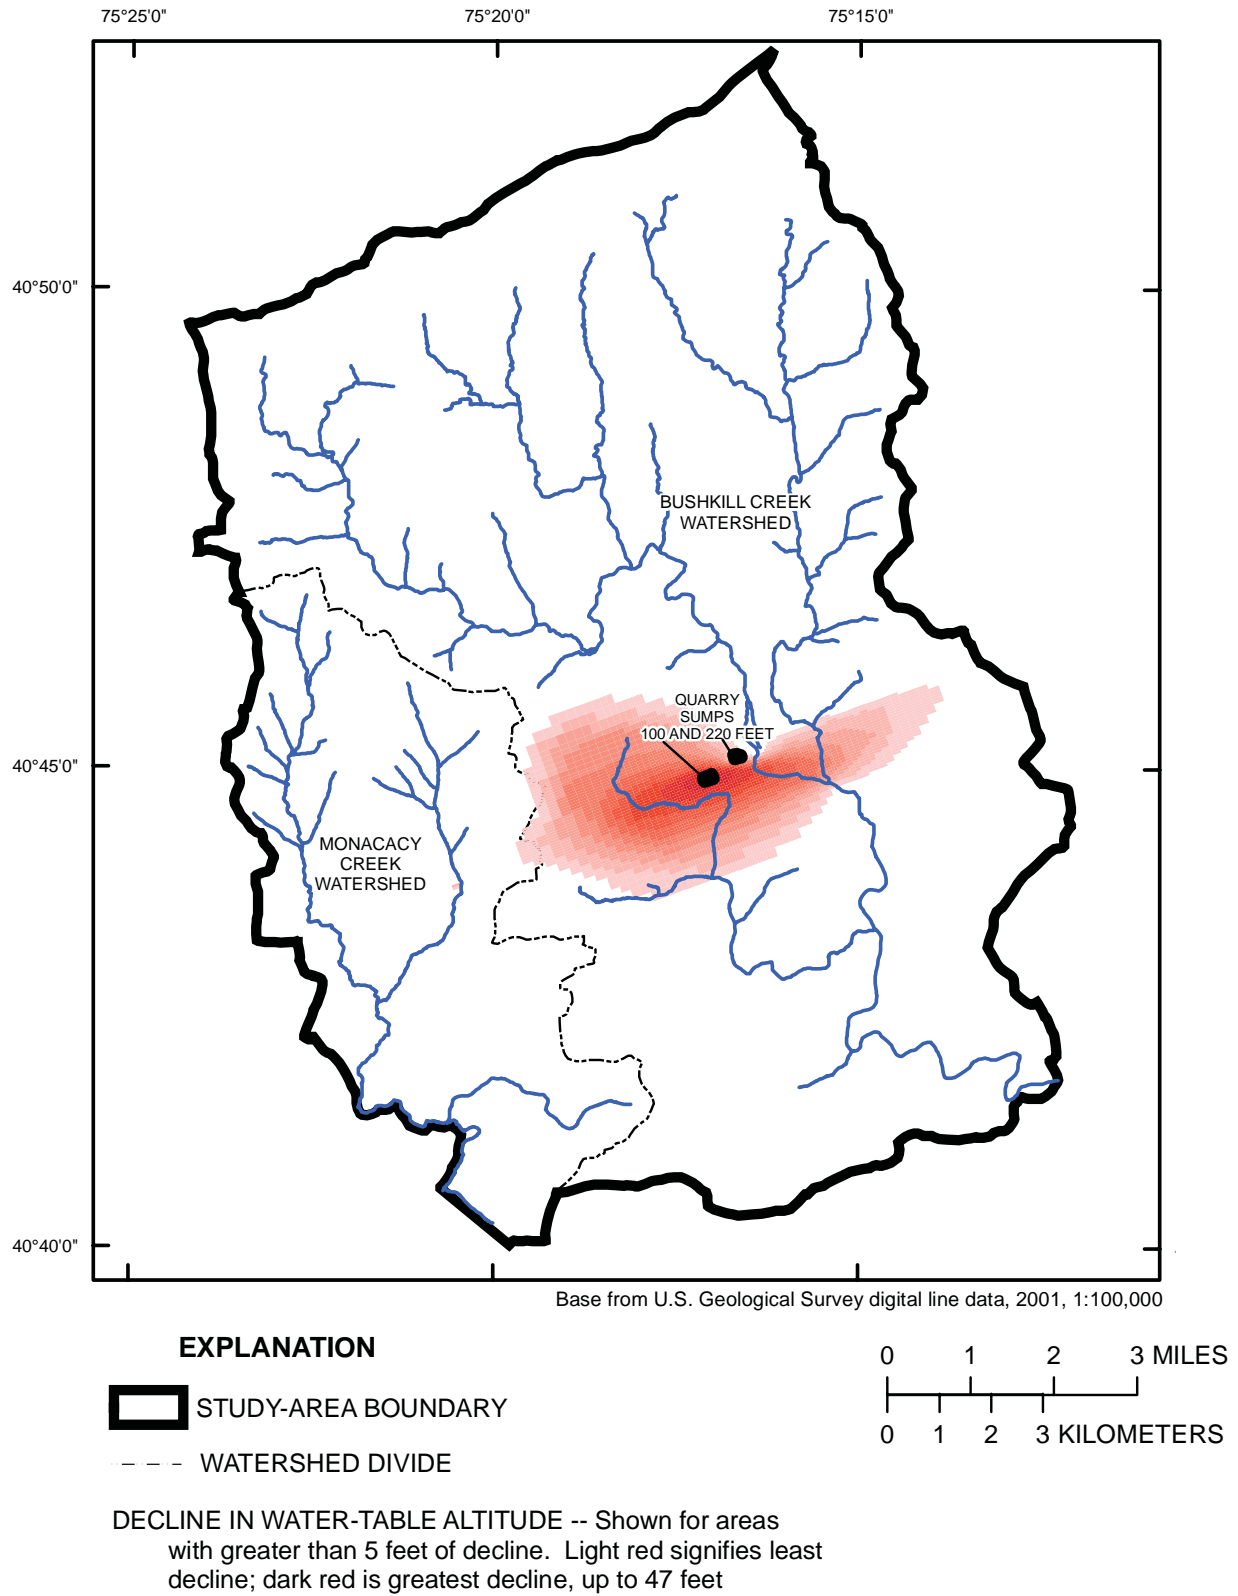 75°25'0" 75°20'0" 75°15'0"
40°50'0"
BUSHKILL CREEK
WATERSHED
QUARRY
SUMPS
100 AND 220 FEET
40°45'0"
MONACACY
CREEK
WATERSHED
40°40'0"
Base from U.S. Geological Survey digital line data, 2001, 1:100,000
EXPLANATION
STUDY-AREA BOUNDARY
WATERSHED DIVIDE
DECLINE IN WATER-TABLE ALTITUDE -- Shown for areas
with greater than 5 feet of decline. Light red signifies least
decline; dark red is greatest decline, up to 47 feet
0 1 2 3 MILES
0 1 2 3 KILOMETERS